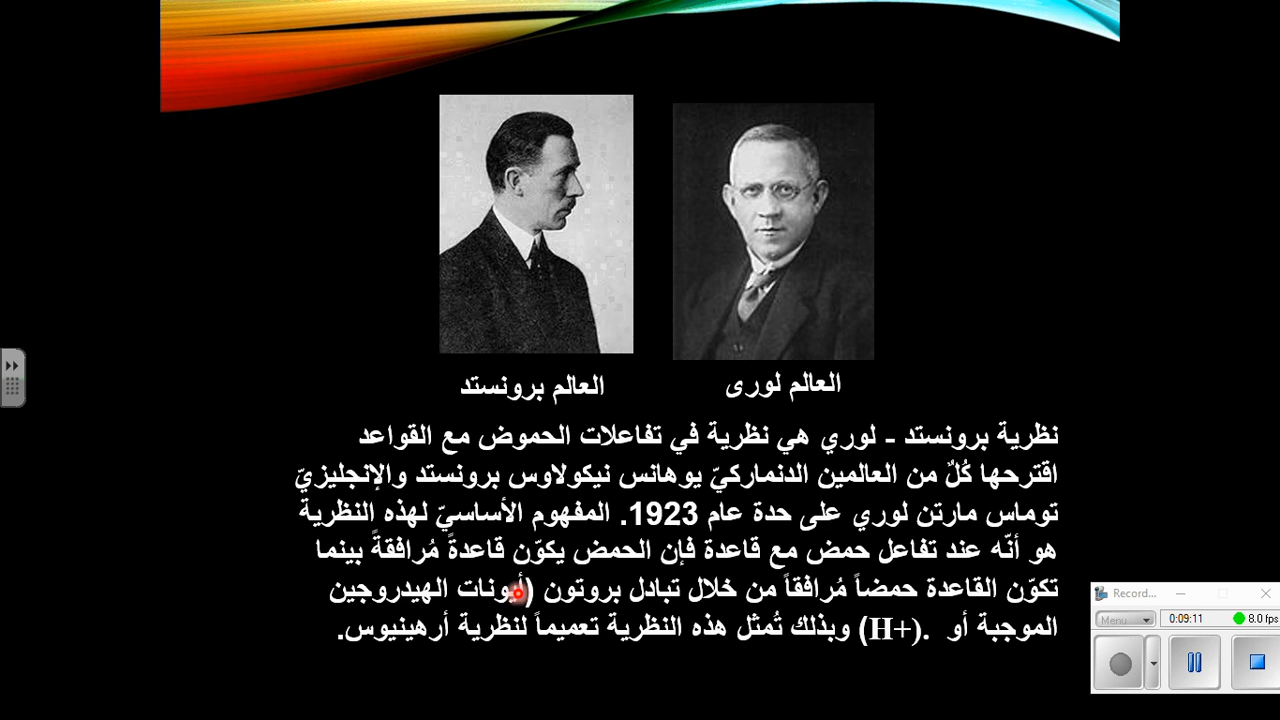 العالم لورى
العالم برونستد
نظرية برونستد - لوري هي نظرية في تفاعلات الحموض مع القواعد
اقترحها كُلٌ من العالمين الدنماركيّ يوهانس نيكولاوس برونستد والإنجليزيّ
توماس مارتن لوري على حدة عام 1923. المفهوم الأساسيّ لهذه النظرية
هو أنّه عند تفاعل حمض مع قاعدة فإن الحمض يكوّن قاعدةً مُرافقةً بينما
تكوّن القاعدة حمضاً مُرافقاً من خلال تبادل بروتون (أيونات الهيدروجين
الموجبة أو .(+H) وبذلك تُمثل هذه النظرية تعميماً لنظرية أرهينيوس.
Record...
Menu
0:09:11
8.0 fps